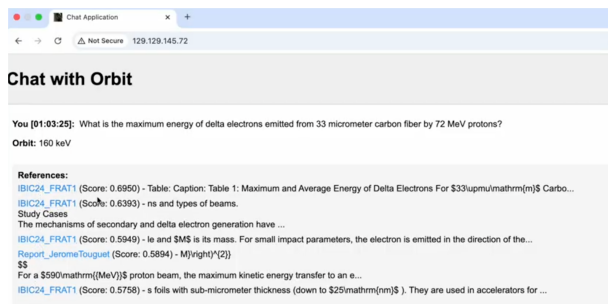 Chat Application
Not Secure 129.129.145.72
Chat with Orbit
You [01:03:25]: What is the maximum energy of delta electrons emitted from 33 micrometer carbon fiber by 72 MeV protons?
Orbit: 160 keV
References:
IBIC24_FRAT1 (Score: 0.6950) - Table: Caption: Table 1: Maximum and Average Energy of Delta Electrons For $33\upmu\mathrm{m}$ Carbo...
IBIC24_FRAT1 (Score: 0.6393) - ns and types of beams.
Study Cases
The mechanisms of secondary and delta electron generation have ...
IBIC24_FRAT1 (Score: 0.5949) - le and $M$ is its mass. For small impact parameters, the electron is emitted in the direction of the...
Report_JeromeTouguet (Score: 0.5894) - M}\right)^{2}}
$$
For a $590\mathrm{{MeV}}$ proton beam, the maximum kinetic energy transfer to an e...
IBIC24_FRAT1 (Score: 0.5758) - s foils with sub-micrometer thickness (down to $25\mathrm{nm}$ ). They are used in accelerators for ...